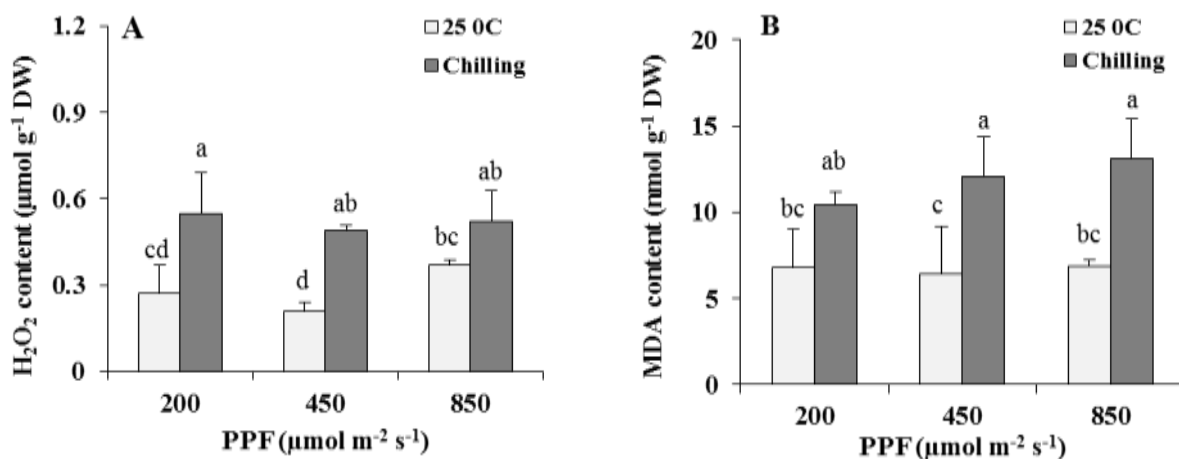 A
25 0C
Chilling
H₂O₂ content (μmol g⁻¹ DW)
1.2
0.9
0.6
0.3
0
cd
a
d
ab
bc
ab
200 450 850
PPF (μmol m⁻² s⁻¹)
B
25 0C
Chilling
MDA content (nmol g⁻¹ DW)
20
15
10
5
0
bc
ab
c
a
bc
a
200 450 850
PPF (μmol m⁻² s⁻¹)